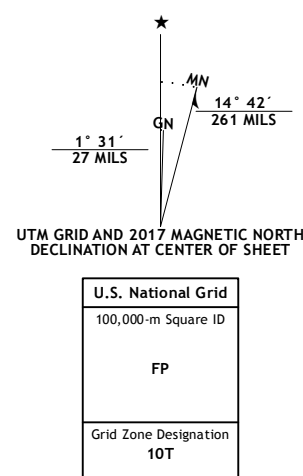 ★
MN
GN
14° 42´
261 MILS
1° 31´
27 MILS
UTM GRID AND 2017 MAGNETIC NORTH
DECLINATION AT CENTER OF SHEET
U.S. National Grid
100,000-m Square ID
FP
Grid Zone Designation
10T